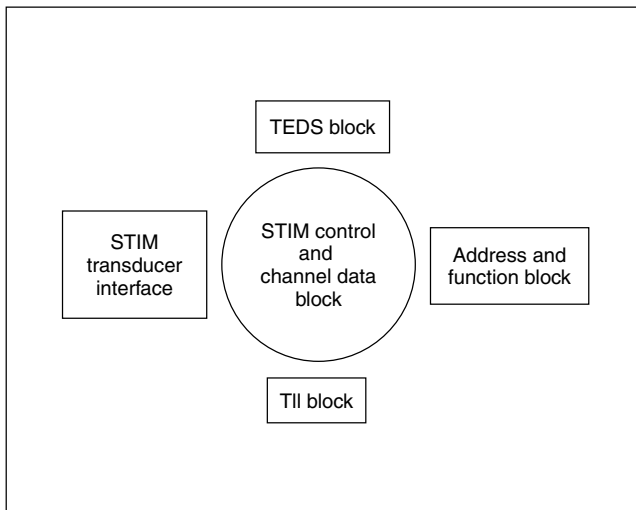 TEDS block
STIM
transducer
interface
STIM control
and
channel data
block
Address and
function block
TII block